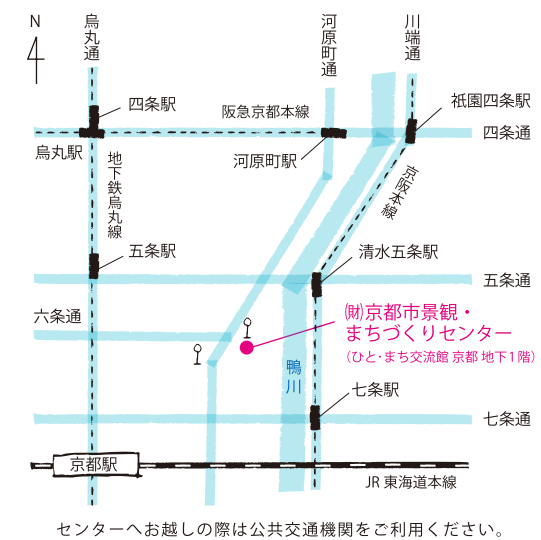 N
烏丸通
河原町通
川端通
四条駅
阪急京都本線
祇園四条駅
四条通
烏丸駅
河原町駅
地下鉄烏丸線
京阪本線
五条駅
清水五条駅
五条通
六条通
㈶京都市景観・
まちづくりセンター
(ひと・まち交流館 京都 地下1階)
鴨川
七条駅
七条通
京都駅
JR 東海道本線
センターへお越しの際は公共交通機関をご利用ください。